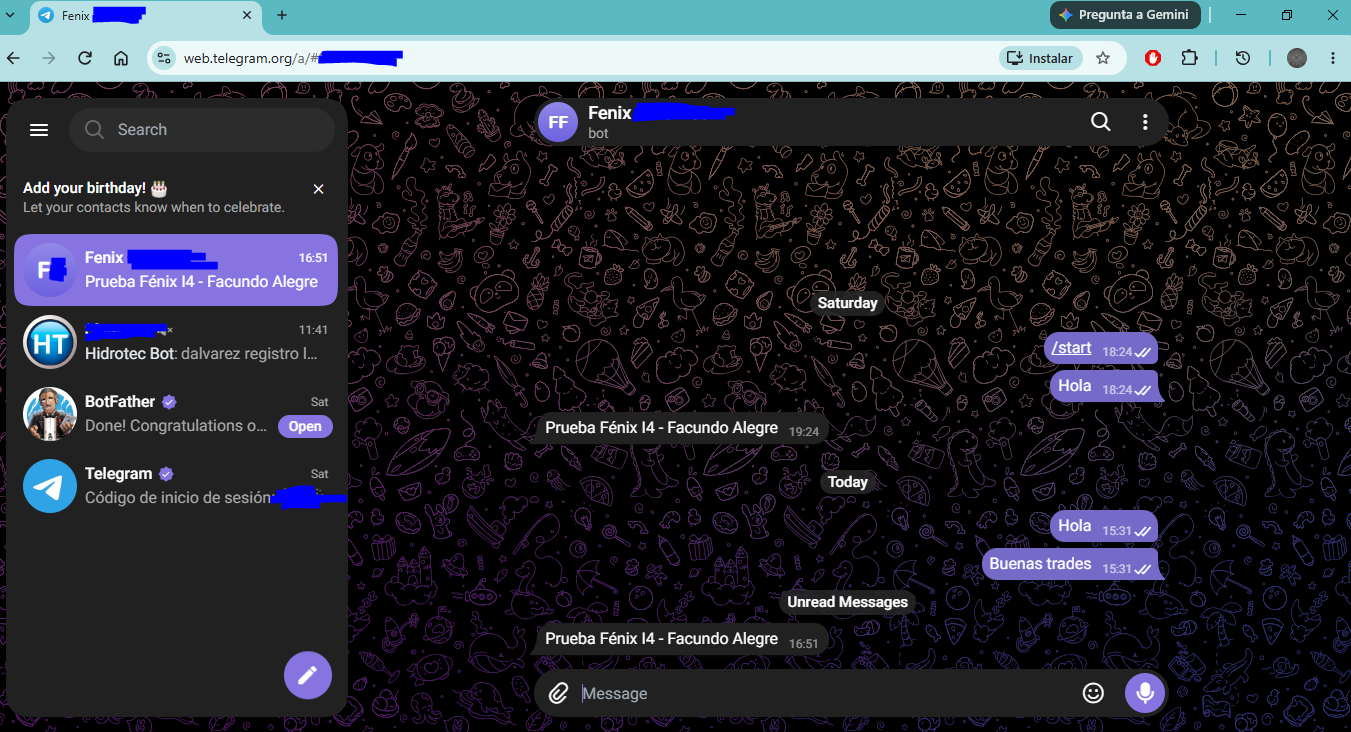 Fenix
Pregunta a Gemini
web.telegram.org/a/#
Instalar
Search
Add your birthday! 🎂
Let your contacts know when to celebrate.
Fenix
16:51
Prueba Fénix I4 - Facundo Alegre
HT
11:41
Hidrotec Bot: dalvarez registro l...
BotFather
Sat
Done! Congratulations o...
Open
Telegram
Sat
Código de inicio de sesión
FF
Fenix
bot
Saturday
/start 18:24
Hola 18:24
Prueba Fénix I4 - Facundo Alegre 19:24
Today
Hola 15:31
Buenas trades 15:31
Unread Messages
Prueba Fénix I4 - Facundo Alegre 16:51
Message